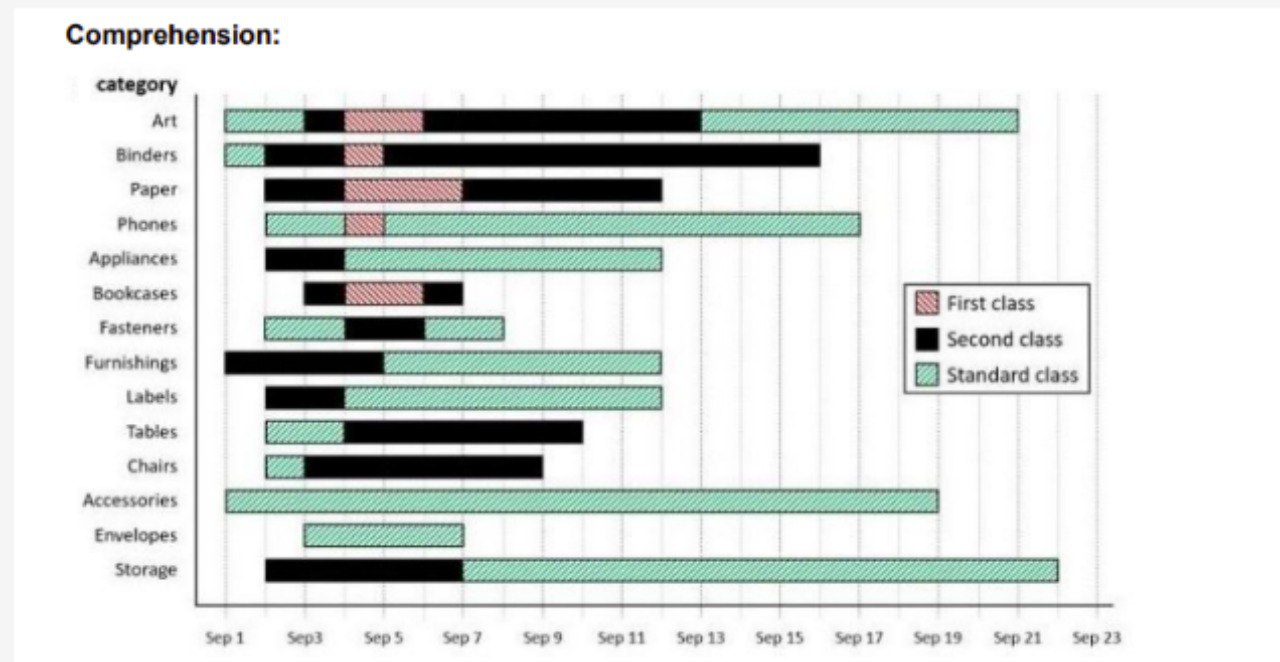 Comprehension:
category
Art
Binders
Paper
Phones
Appliances
Bookcases
Fasteners
Furnishings
Labels
Tables
Chairs
Accessories
Envelopes
Storage
First class
Second class
Standard class
Sep 1 Sep3 Sep 5 Sep 7 Sep 9 Sep 11 Sep 13 Sep 15 Sep 17 Sep 19 Sep 21 Sep 23